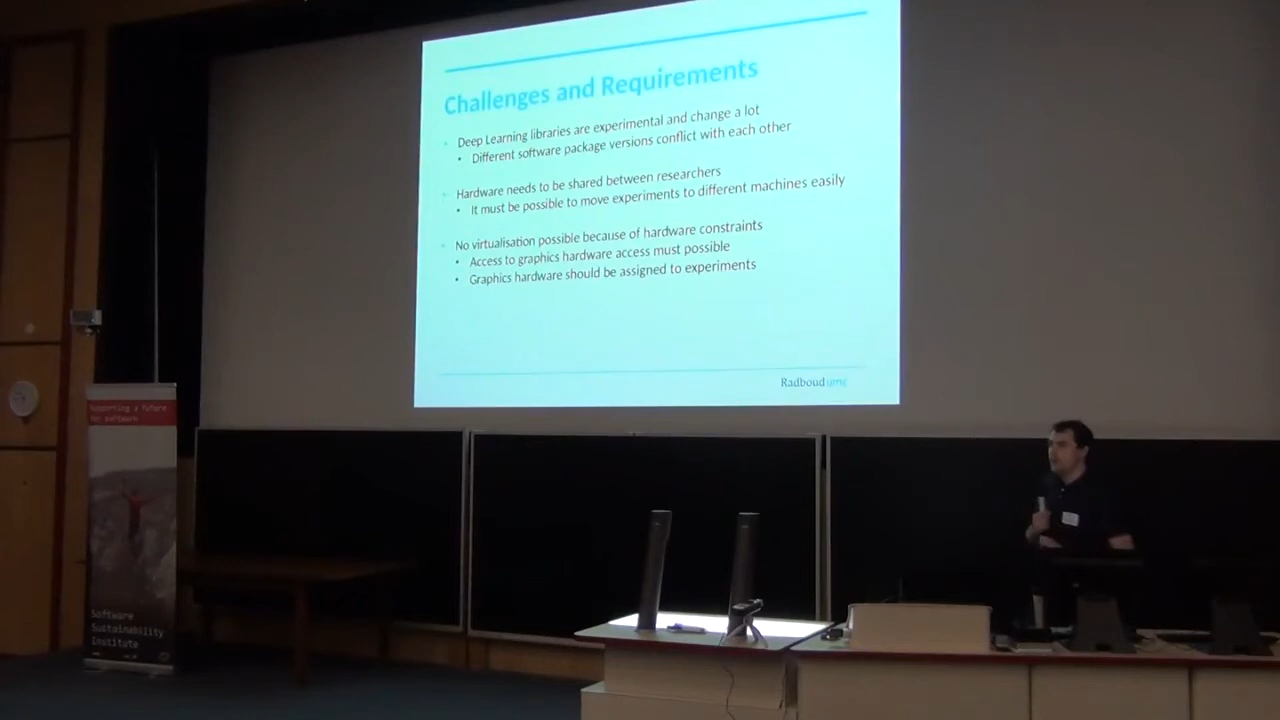 Challenges and Requirements
Deep Learning libraries are experimental and change a lot
• Different software package versions conflict with each other
Hardware needs to be shared between researchers
• It must be possible to move experiments to different machines easily
No virtualisation possible because of hardware constraints
• Access to graphics hardware access must possible
• Graphics hardware should be assigned to experiments
Radboudumc
Supporting a future
for software
Software
Sustainability
Institute